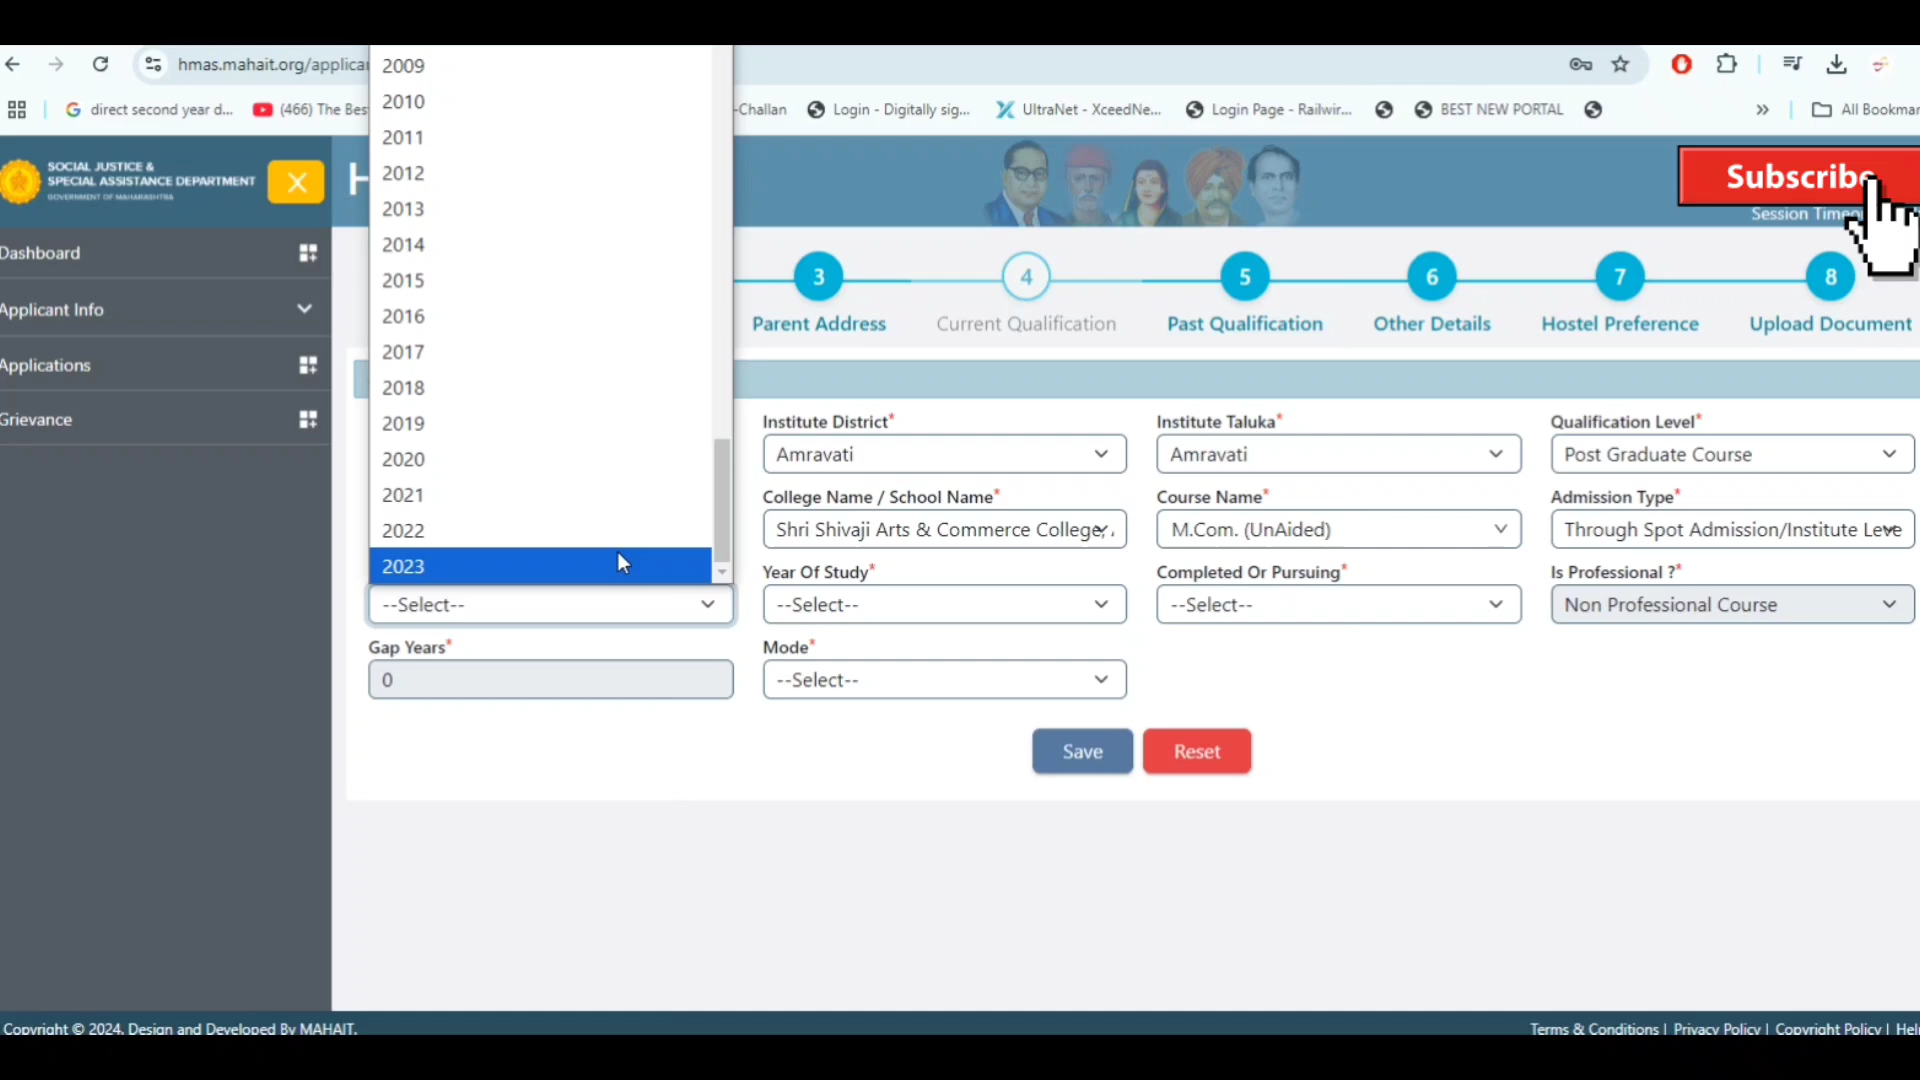 hmas.mahait.org/applica
direct second year d...
(466) The Bes
-Challan
Login - Digitally sig...
UltraNet - XceedNe...
Login Page - Railwir...
BEST NEW PORTAL
»
All Bookmar
SOCIAL JUSTICE &
SPECIAL ASSISTANCE DEPARTMENT
GOVERNMENT OF MAHARASHTRA
H
Subscribe
Session Timeo
Dashboard
Applicant Info
Applications
Grievance
2009
2010
2011
2012
2013
2014
2015
2016
2017
2018
2019
2020
2021
2022
2023
3
4
5
6
7
8
Parent Address
Current Qualification
Past Qualification
Other Details
Hostel Preference
Upload Document
Institute District*
Institute Taluka*
Qualification Level*
Amravati
Amravati
Post Graduate Course
College Name / School Name*
Course Name*
Admission Type*
Shri Shivaji Arts & Commerce College,
M.Com. (UnAided)
Through Spot Admission/Institute Leve
Year Of Study*
Completed Or Pursuing*
Is Professional ?*
--Select--
--Select--
--Select--
Non Professional Course
Gap Years*
Mode*
0
--Select--
Save
Reset
Copyright © 2024. Design and Developed By MAHAIT.
Terms & Conditions | Privacy Policy | Copyright Policy | Hel